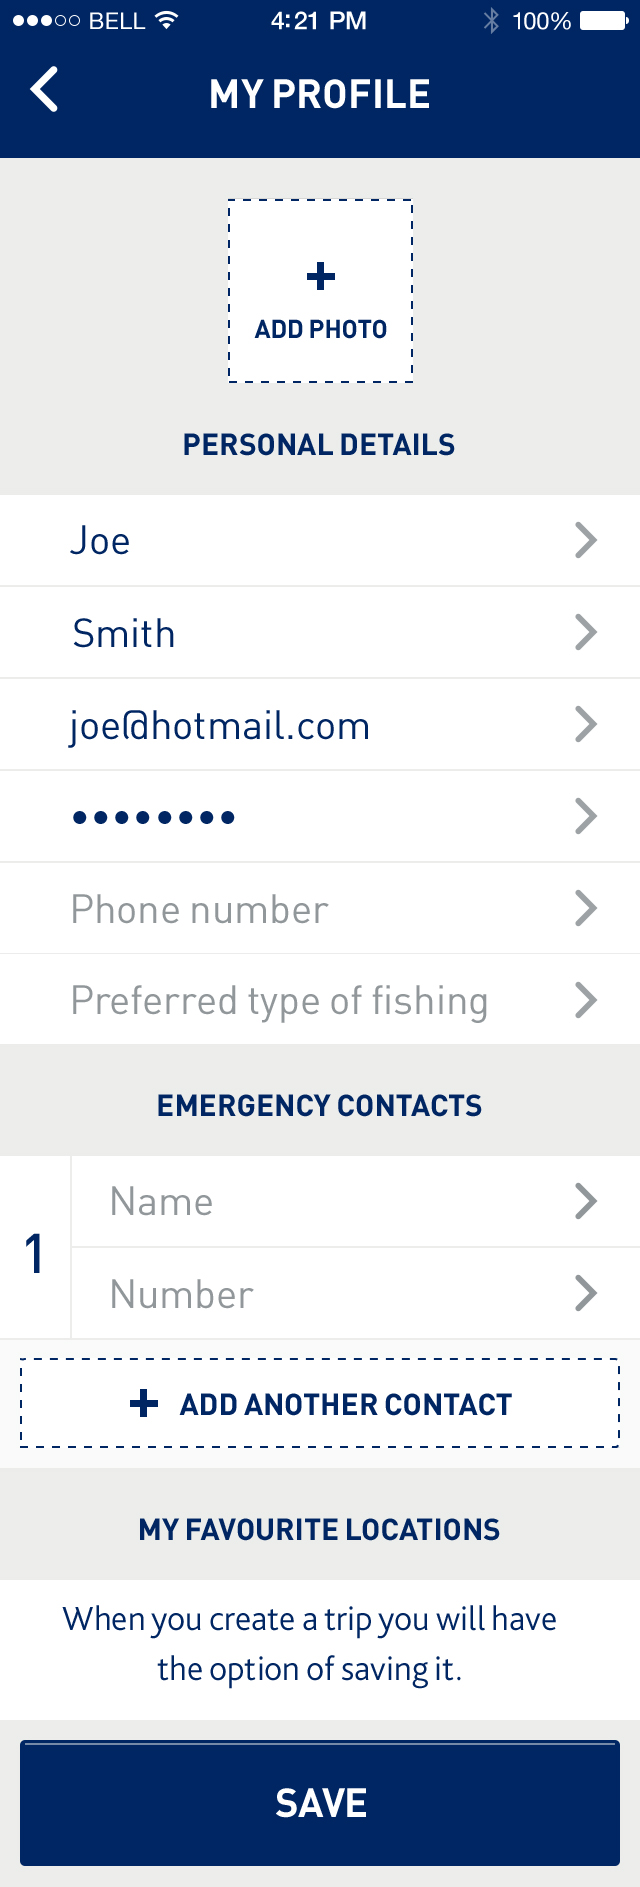 BELL 4:21 PM 100%
MY PROFILE
+
ADD PHOTO
PERSONAL DETAILS
Joe
Smith
joe@hotmail.com
••••••••
Phone number
Preferred type of fishing
EMERGENCY CONTACTS
1
Name
Number
+ ADD ANOTHER CONTACT
MY FAVOURITE LOCATIONS
When you create a trip you will have
the option of saving it.
SAVE